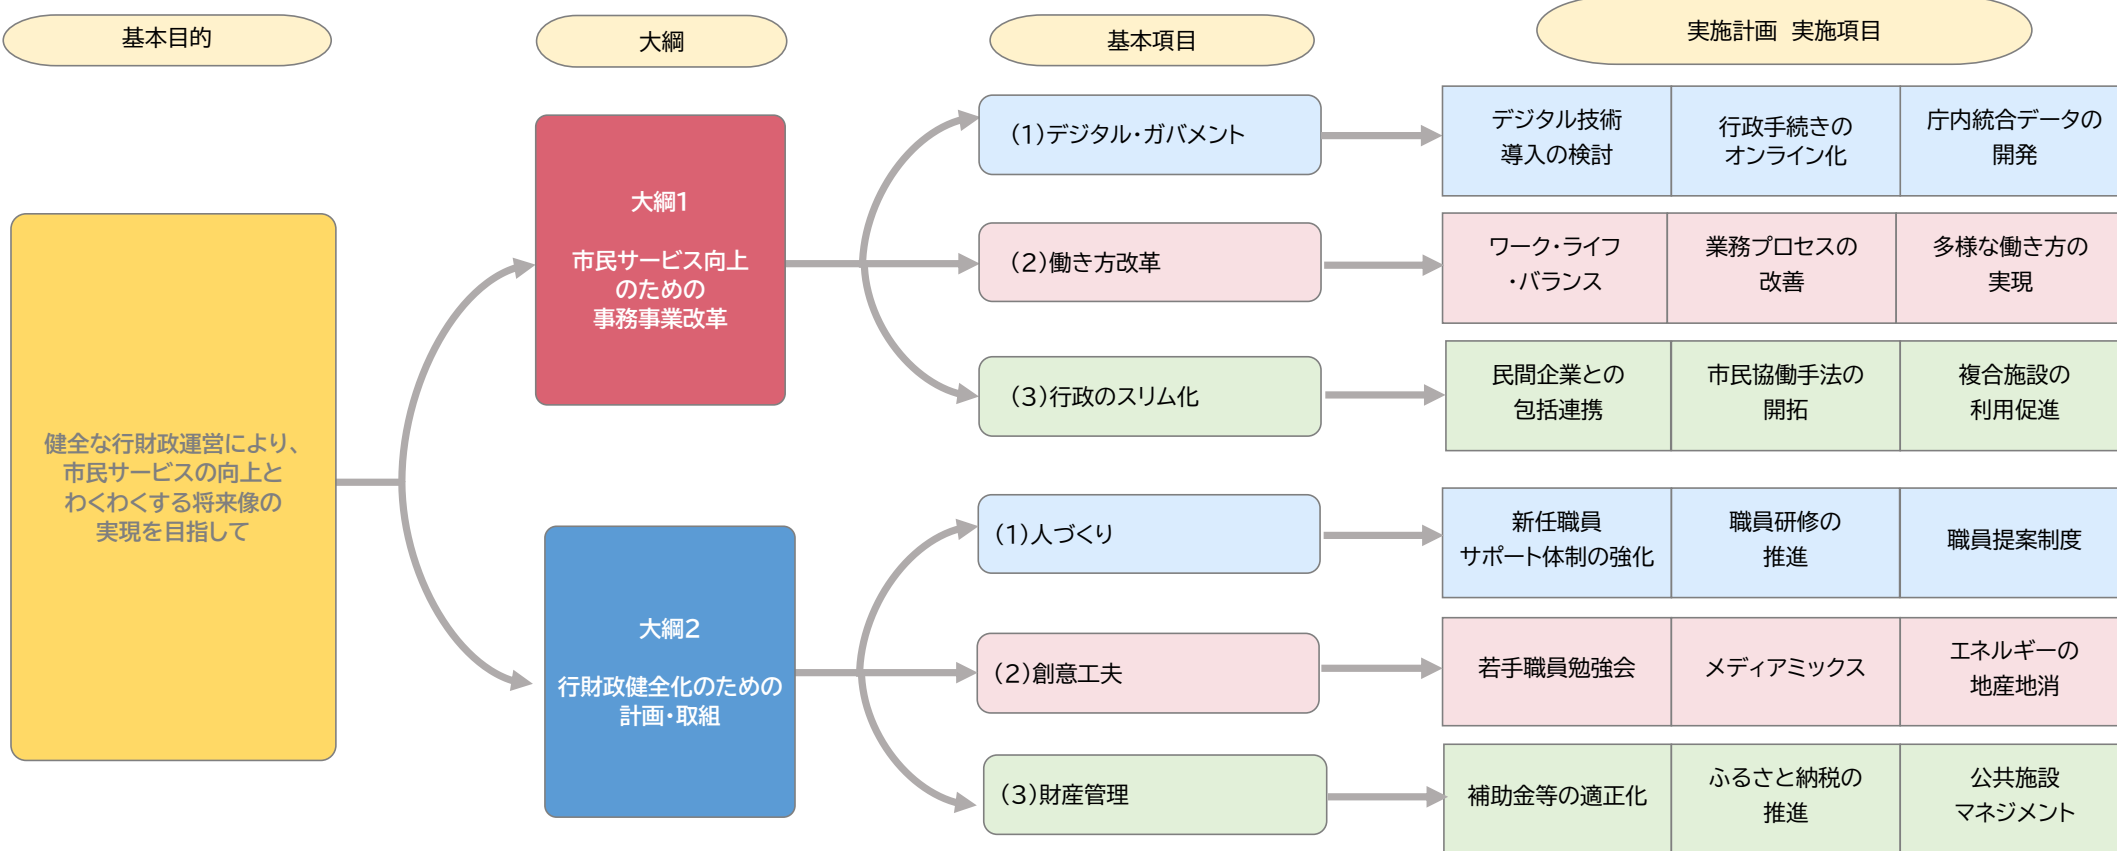 基本目的
大綱
基本項目
実施計画 実施項目
健全な行財政運営により、
市民サービスの向上と
わくわくする将来像の
実現を目指して
大綱1
市民サービス向上
のための
事務事業改革
(1)デジタル・ガバメント
デジタル技術
導入の検討
行政手続きの
オンライン化
庁内統合データの
開発
(2)働き方改革
ワーク・ライフ
・バランス
業務プロセスの
改善
多様な働き方の
実現
(3)行政のスリム化
民間企業との
包括連携
市民協働手法の
開拓
複合施設の
利用促進
大綱2
行財政健全化のための
計画・取組
(1)人づくり
新任職員
サポート体制の強化
職員研修の
推進
職員提案制度
(2)創意工夫
若手職員勉強会
メディアミックス
エネルギーの
地産地消
(3)財産管理
補助金等の適正化
ふるさと納税の
推進
公共施設
マネジメント